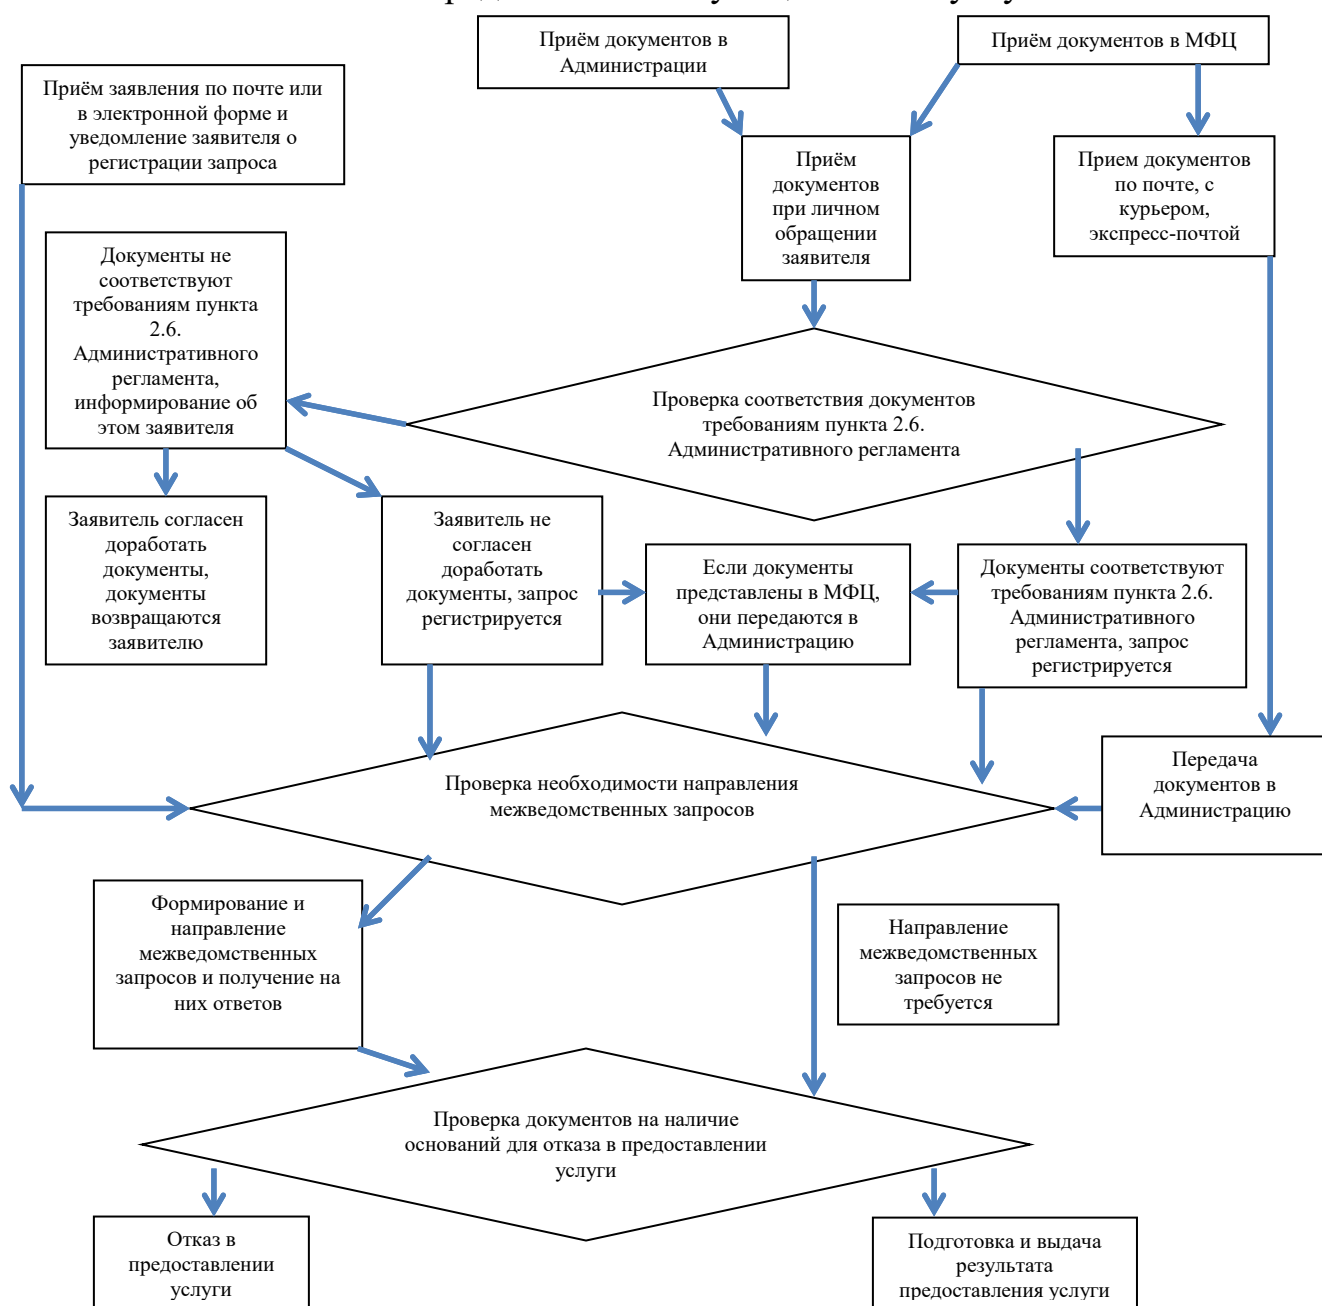 Приём документов в
Администрации
Приём документов в МФЦ
Приём заявления по почте или
в электронной форме и
уведомление заявителя о
регистрации запроса
Приём
документов
при личном
обращении
заявителя
Прием документов
по почте, с
курьером,
экспресс-почтой
Документы не
соответствуют
требованиям пункта
2.6.
Административного
регламента,
информирование об
этом заявителя
Проверка соответствия документов
требованиям пункта 2.6.
Административного регламента
Заявитель согласен
доработать
документы,
документы
возвращаются
заявителю
Заявитель не
согласен
доработать
документы, запрос
регистрируется
Если документы
представлены в МФЦ,
они передаются в
Администрацию
Документы соответствуют
требованиям пункта 2.6.
Административного
регламента, запрос
регистрируется
Проверка необходимости направления
межведомственных запросов
Передача
документов в
Администрацию
Формирование и
направление
межведомственных
запросов и получение на
них ответов
Направление
межведомственных
запросов не
требуется
Проверка документов на наличие
оснований для отказа в предоставлении
услуги
Отказ в
предоставлении
услуги
Подготовка и выдача
результата
предоставления услуги